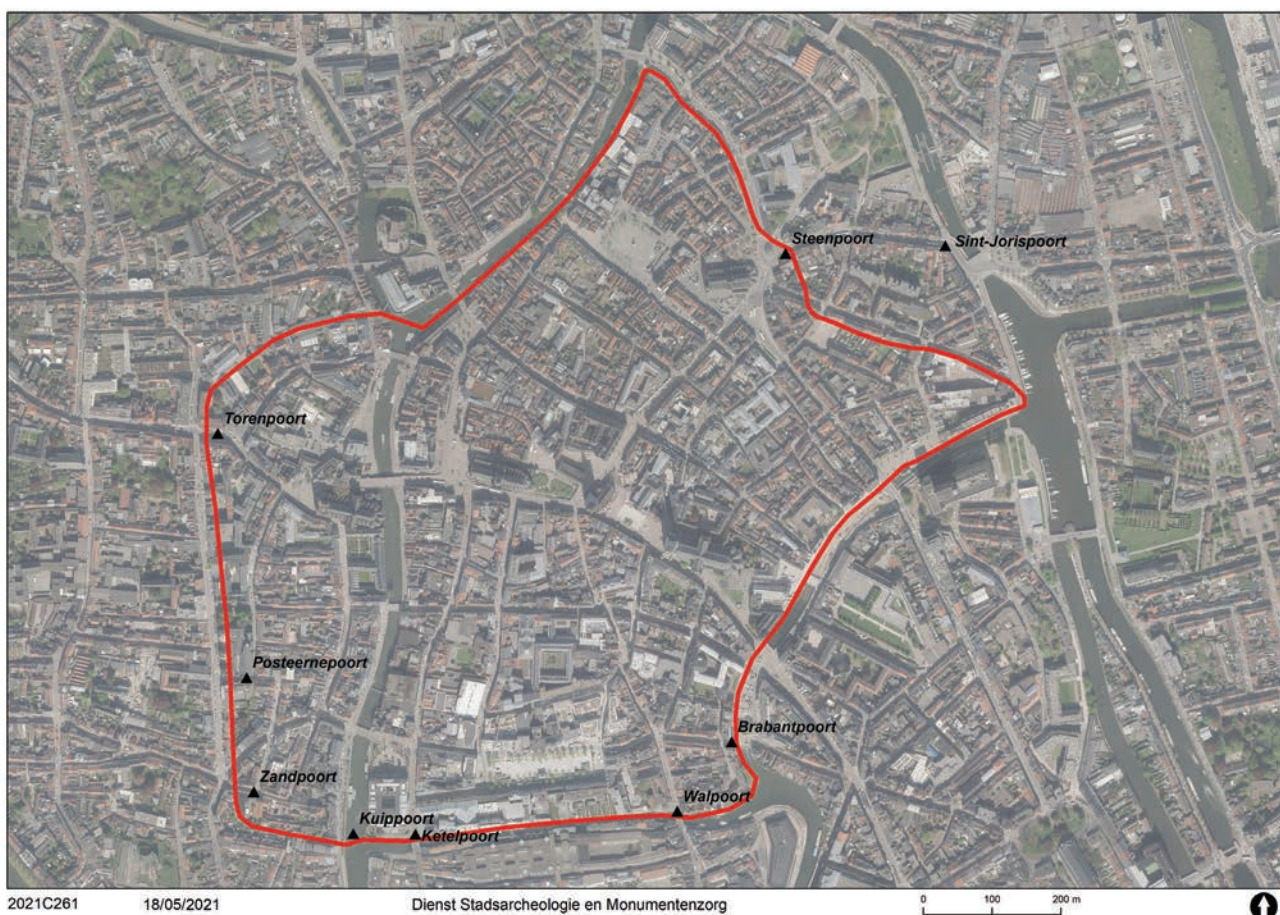 Steenpoort
Sint-Jorispoort
Torenpoort
Posteernepoort
Brabantpoort
Zandpoort
Walpoort
Kuippoort
Ketelpoort
2021C261 18/05/2021 Dienst Stadsarcheologie en Monumentenzorg 0 100 200 m